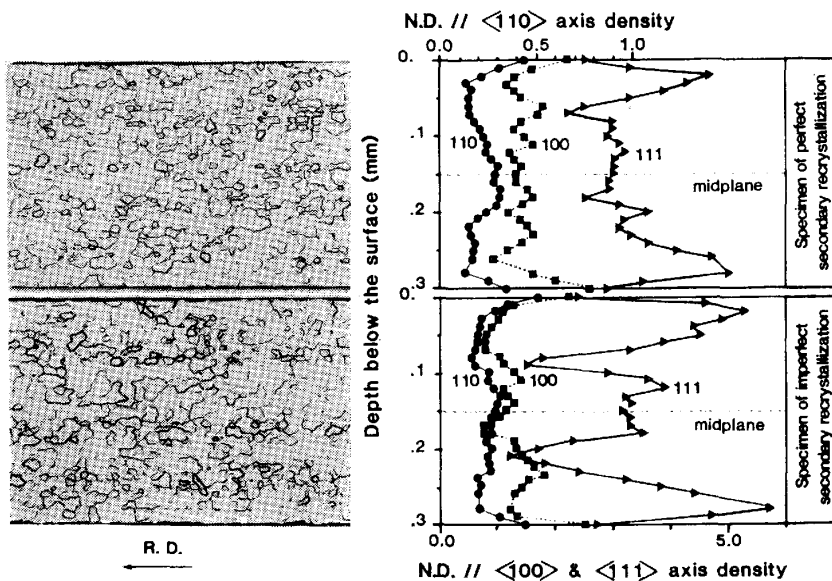 N.D. // <110> axis density
0.0 0.5 1.0
0.
.1
.2
.3
110
100
111
midplane
Specimen of perfect
secondary recrystallization
Depth below the surface (mm)
0.
.1
.2
.3
110
100
111
midplane
Specimen of imperfect
secondary recrystallization
0.0 5.0
N.D. // <100> & <111> axis density
R. D.